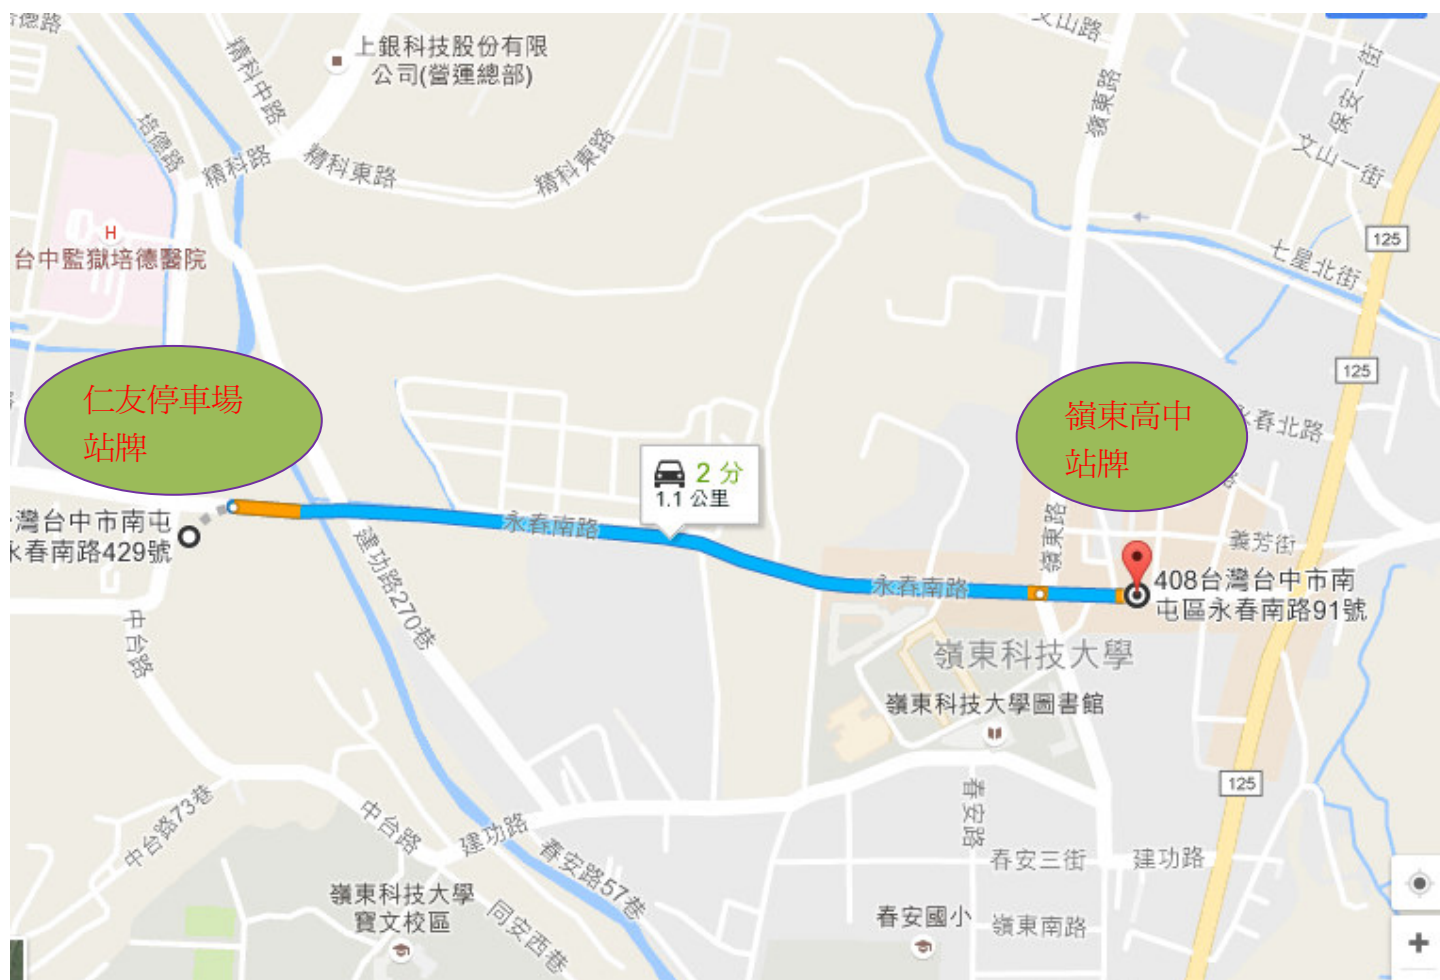 文山路
精科中路
上銀科技股份有限
公司(營運總部)
嶺東路
保安一街
培德路
精科路
精科東路
精科東路
文山一街
H
台中監獄培德醫院
125
七星北街
125
仁友停車場
站牌
嶺東高中
站牌
永春北路
2 分
1.1 公里
灣台中市南屯
永春南路429號
永春南路
建功路270巷
嶺東路
義芳街
永春南路
408台灣台中市南
屯區永春南路91號
中台路
嶺東科技大學
嶺東科技大學圖書館
125
中台路73巷
中台路
建功路
春安路
春安路57巷
春安三街
建功路
嶺東科技大學
寶文校區
同安西巷
春安國小
嶺東南路